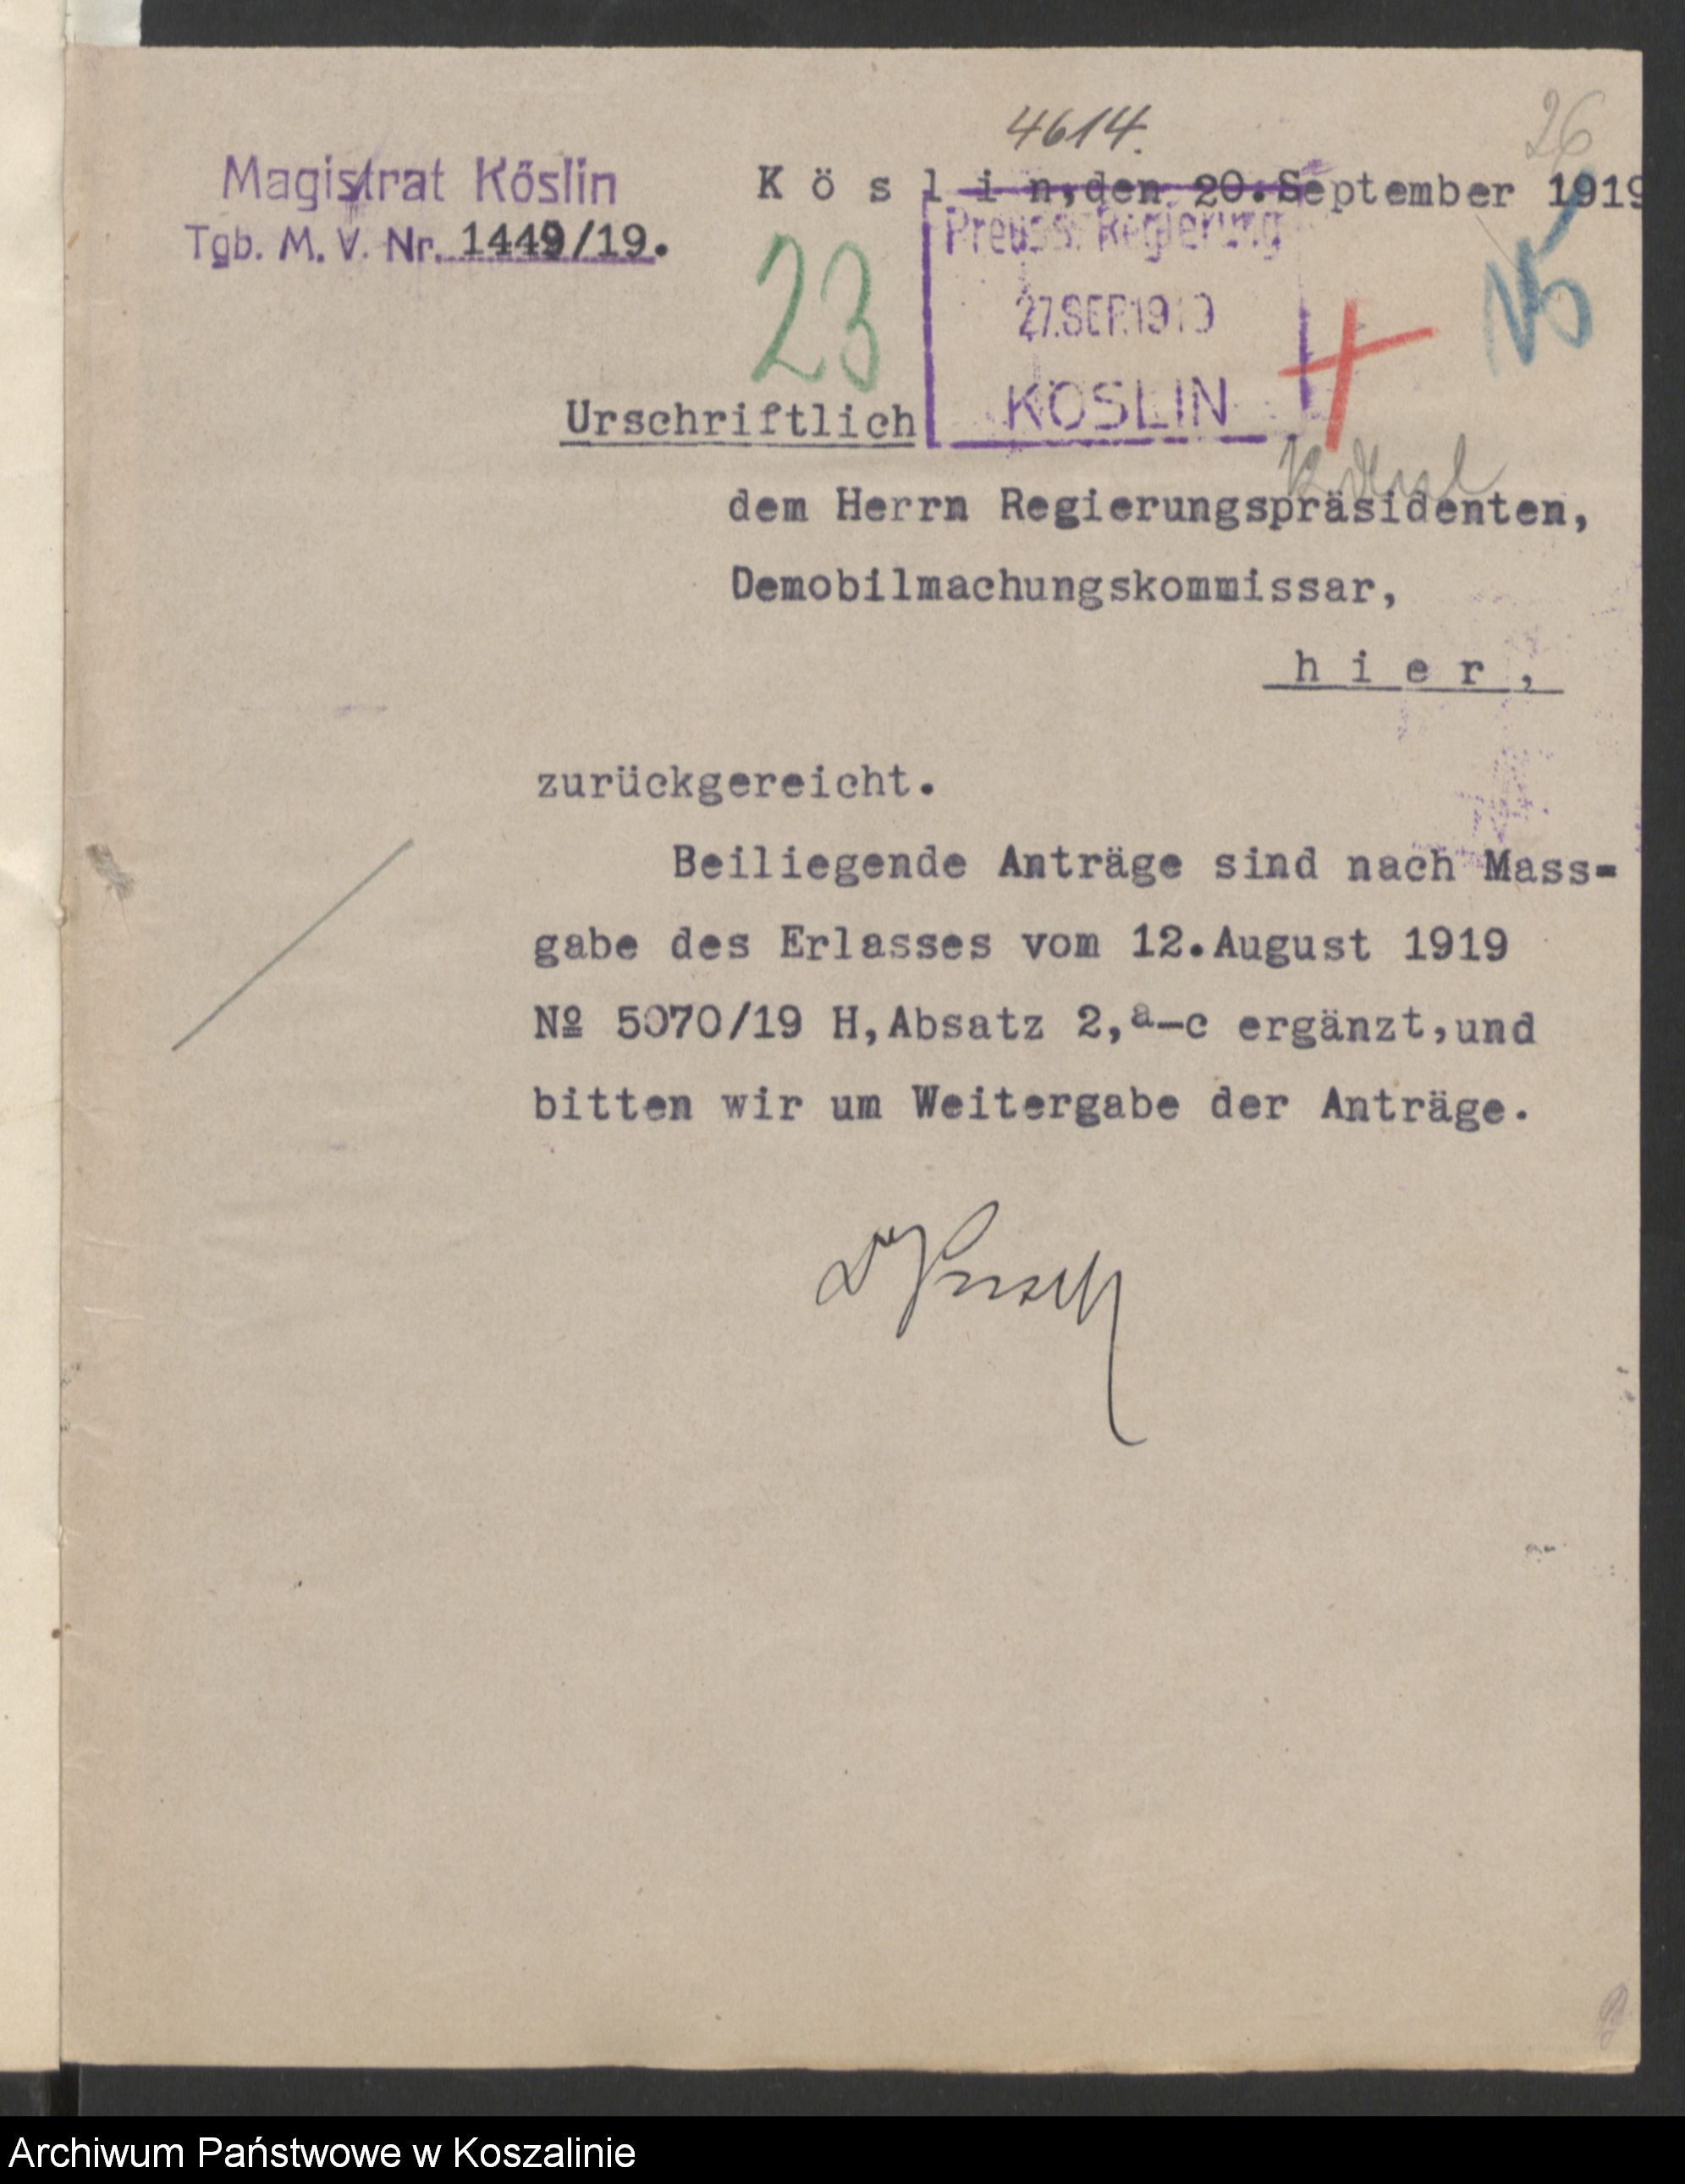 4614.
26
Magistrat Köslin
K ö s l i n, den 20. September 1919
Tgb. M. V. Nr. 1449/19.
Preuss. Regierung
27. SEP. 1919
KÖSLIN
23
Urschriftlich
dem Herrn Regierungspräsidenten,
Demobilmachungskommissar,
h i e r ,
zurückgereicht.
Beiliegende Anträge sind nach Mass=
gabe des Erlasses vom 12. August 1919
No 5070/19 H, Absatz 2, a-c ergänzt, und
bitten wir um Weitergabe der Anträge.
Archiwum Państwowe w Koszalinie